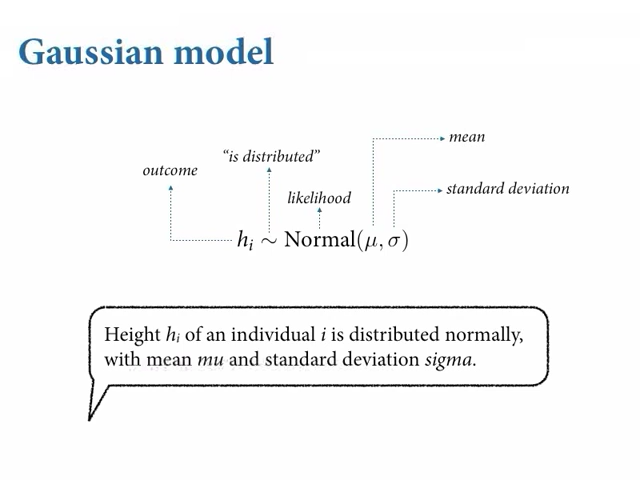 Gaussian model
mean
“is distributed”
outcome
standard deviation
likelihood
hᵢ ∼ Normal(μ, σ)
Height hᵢ of an individual i is distributed normally,
with mean mu and standard deviation sigma.